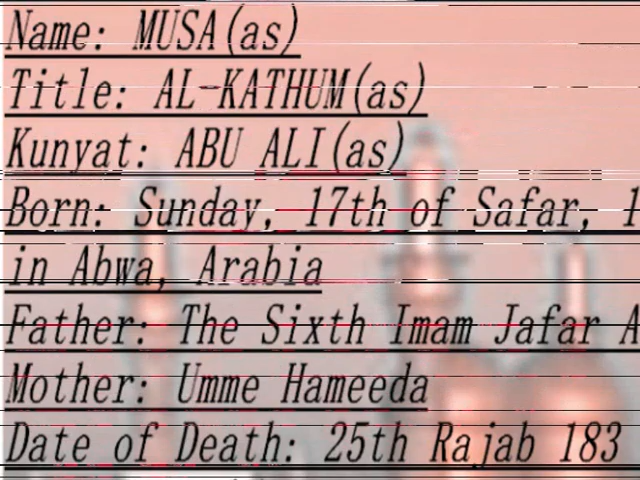 Name: MUSA(as)
Title: AL-KATHUM(as)
Kunyat: ABU ALI(as)
Born: Sunday, 17th of Safar, 1
in Abwa, Arabia
Father: The Sixth Imam Jafar A
Mother: Umme Hameeda
Date of Death: 25th Rajab 183